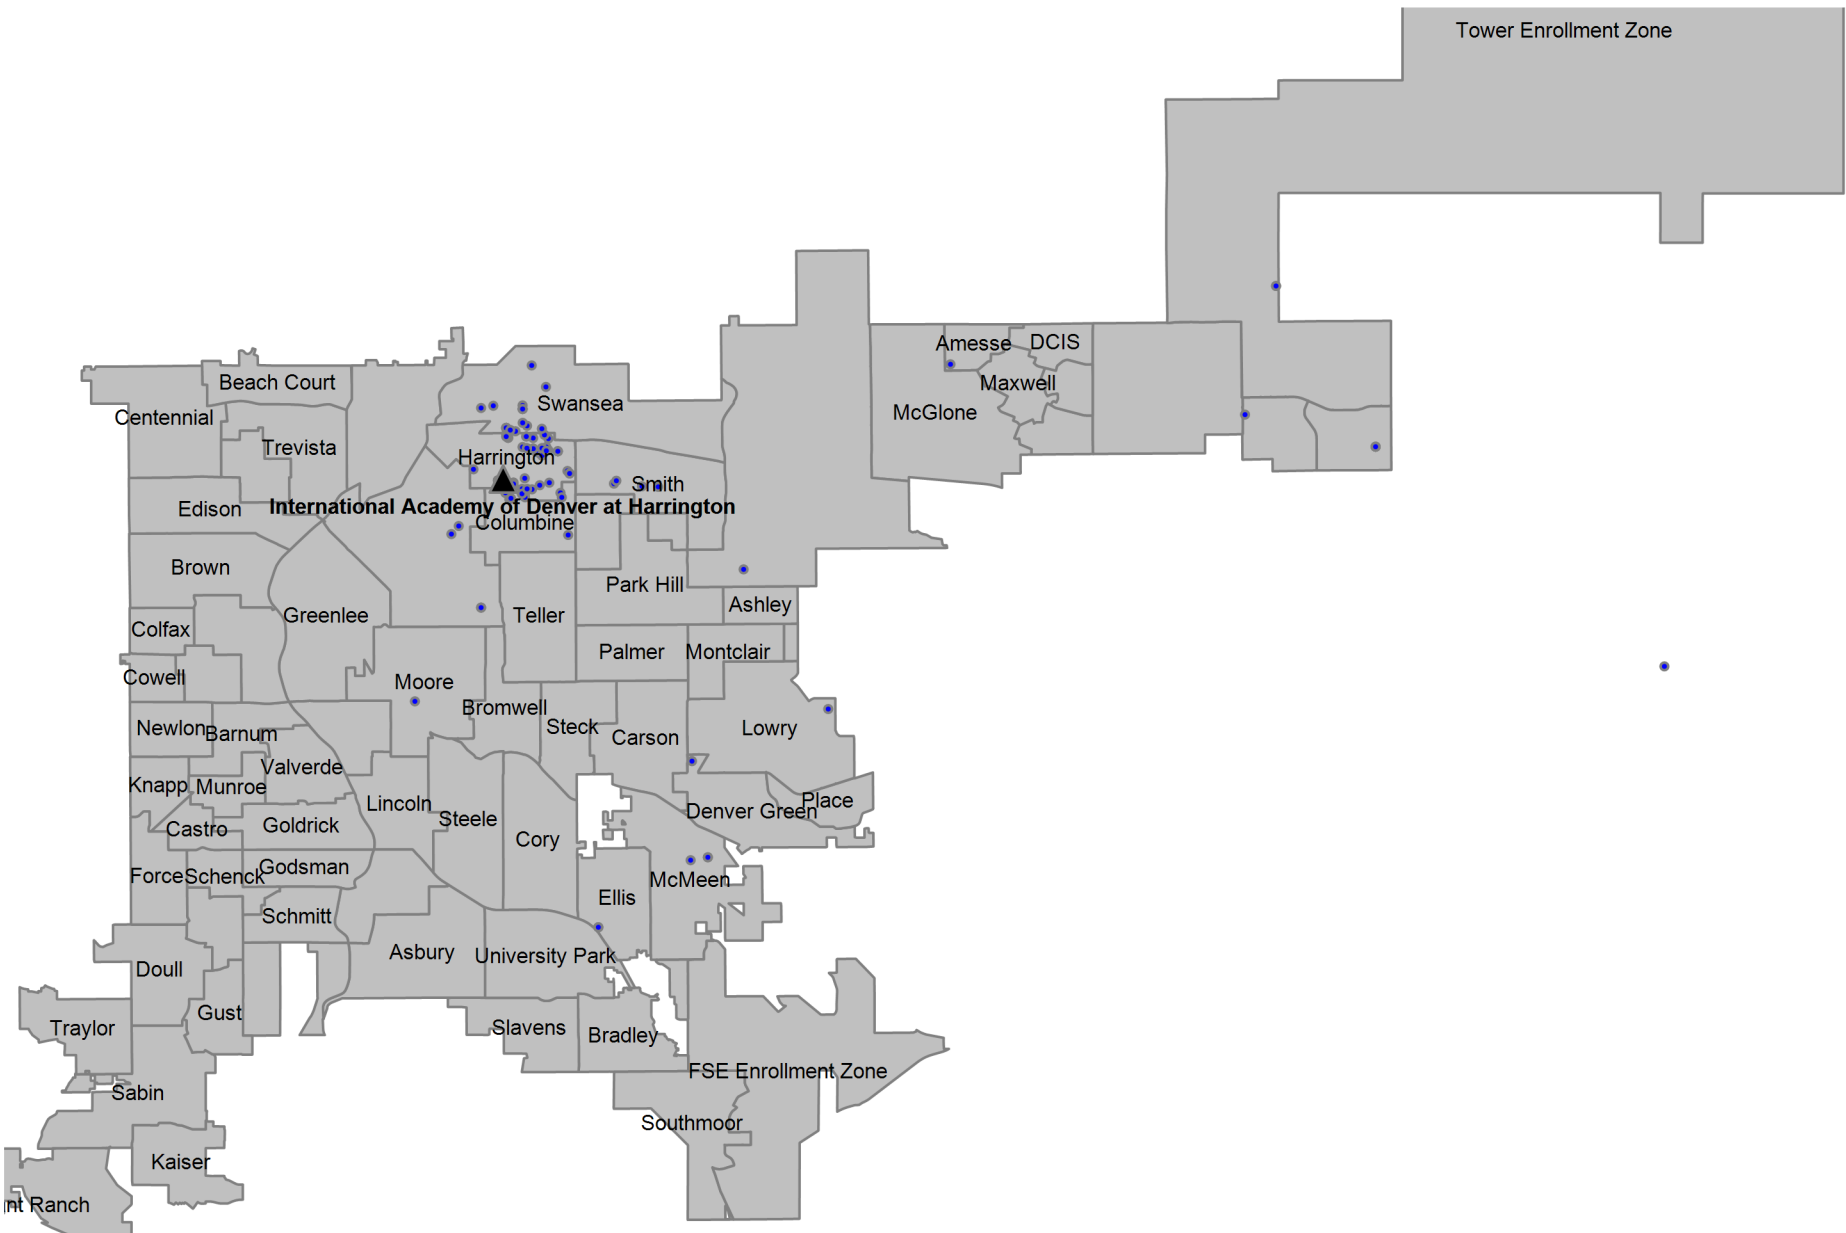 Tower Enrollment Zone
Amesse
DCIS
Beach Court
Maxwell
Swansea
McGlone
Centennial
Trevista
Harrington
Smith
International Academy of Denver at Harrington
Edison
Columbine
Brown
Park Hill
Ashley
Greenlee
Teller
Colfax
Palmer
Montclair
Cowell
Moore
Bromwell
Newlon
Barnum
Steck
Carson
Lowry
Valverde
Knapp
Munroe
Lincoln
Place
Denver Green
Steele
Castro
Goldrick
Cory
Godsman
Force
Schenck
McMeen
Ellis
Schmitt
Asbury
University Park
Doull
Gust
Traylor
Slavens
Bradley
FSE Enrollment Zone
Sabin
Southmoor
Kaiser
Ranch